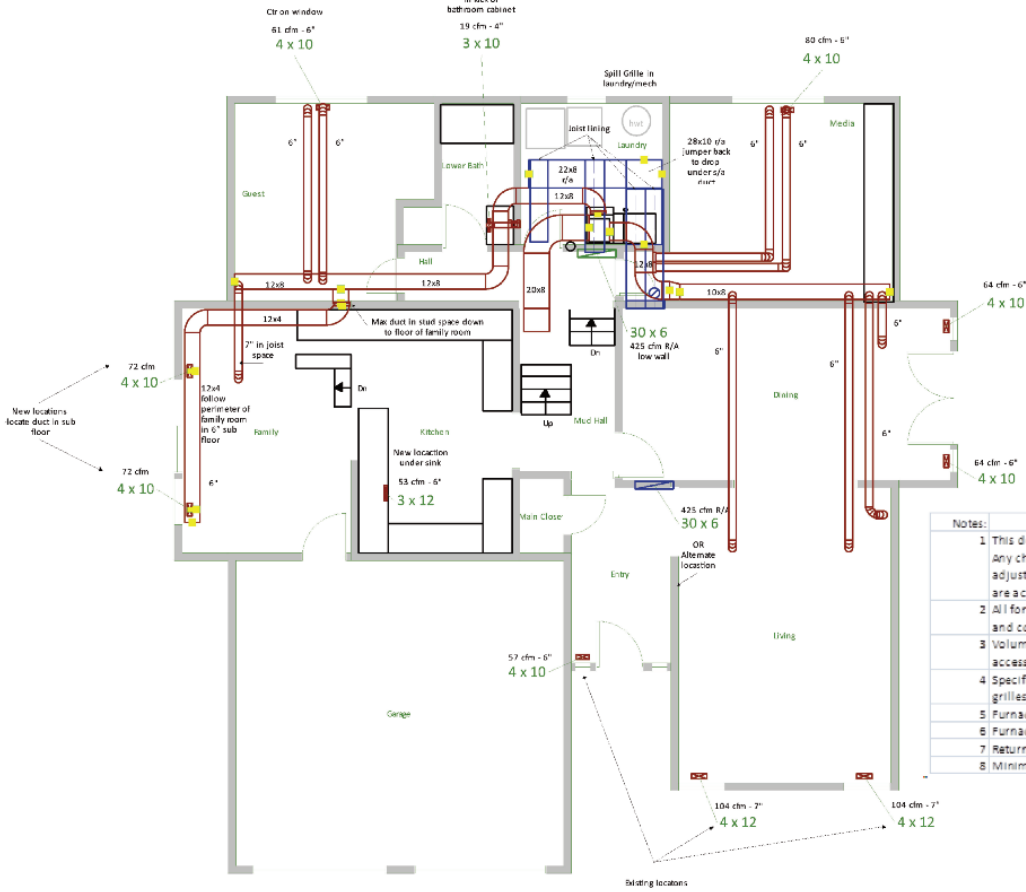 Ctr on window
61 cfm - 6"
4 x 10
bathroom cabinet
19 cfm - 4"
3 x 10
80 cfm - 6"
4 x 10
Spill Grille in
laundry/mech
6"
6"
Guest
Lower Bath
Joist lining
hwt
Laundry
22x8
r/a
12x8
28x10 r/a
jumper back
to drop
under s/a
duct
Media
6"
6"
Hall
12x8
12x8
12x8
20x8
10x8
12x4
Max duct in stud space down
to floor of family room
7" in joist
space
30 x 6
425 cfm R/A
low wall
Dn
64 cfm - 6"
4 x 10
6"
6"
6"
6"
72 cfm
4 x 10
12x4
follow
perimeter of
family room
in 6" sub
floor
Dn
Up
New locations
-locate duct in sub
floor
Family
Kitchen
Mud Hall
Dining
New locaction
under sink
53 cfm - 6"
3 x 12
72 cfm
4 x 10
6"
64 cfm - 6"
4 x 10
Main Closet
425 cfm R/A
30 x 6
OR
Alternate
locastion
Entry
Living
57 cfm - 6"
4 x 10
Garage
104 cfm - 7"
4 x 12
104 cfm - 7"
4 x 12
Existing locatons
Notes:
1 This d
Any ch
adjust
are ac
2 All for
and co
3 Volum
access
4 Specif
grilles
5 Furnac
6 Furnac
7 Return
8 Minim